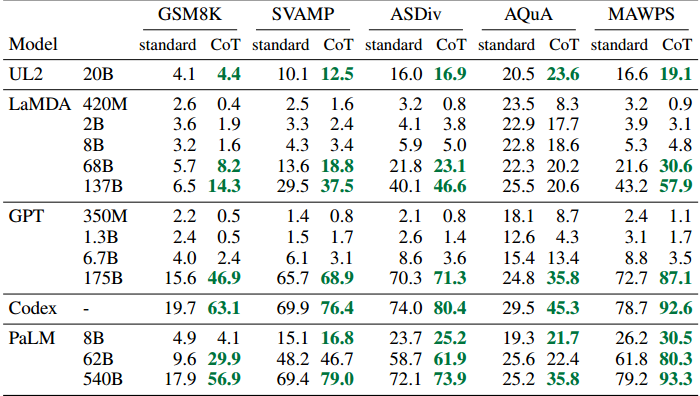 GSM8K SVAMP ASDiv AQuA MAWPS
Model standard CoT standard CoT standard CoT standard CoT standard CoT
UL2 20B 4.1 4.4 10.1 12.5 16.0 16.9 20.5 23.6 16.6 19.1
LaMDA 420M 2.6 0.4 2.5 1.6 3.2 0.8 23.5 8.3 3.2 0.9
2B 3.6 1.9 3.3 2.4 4.1 3.8 22.9 17.7 3.9 3.1
8B 3.2 1.6 4.3 3.4 5.9 5.0 22.8 18.6 5.3 4.8
68B 5.7 8.2 13.6 18.8 21.8 23.1 22.3 20.2 21.6 30.6
137B 6.5 14.3 29.5 37.5 40.1 46.6 25.5 20.6 43.2 57.9
GPT 350M 2.2 0.5 1.4 0.8 2.1 0.8 18.1 8.7 2.4 1.1
1.3B 2.4 0.5 1.5 1.7 2.6 1.4 12.6 4.3 3.1 1.7
6.7B 4.0 2.4 6.1 3.1 8.6 3.6 15.4 13.4 8.8 3.5
175B 15.6 46.9 65.7 68.9 70.3 71.3 24.8 35.8 72.7 87.1
Codex - 19.7 63.1 69.9 76.4 74.0 80.4 29.5 45.3 78.7 92.6
PaLM 8B 4.9 4.1 15.1 16.8 23.7 25.2 19.3 21.7 26.2 30.5
62B 9.6 29.9 48.2 46.7 58.7 61.9 25.6 22.4 61.8 80.3
540B 17.9 56.9 69.4 79.0 72.1 73.9 25.2 35.8 79.2 93.3